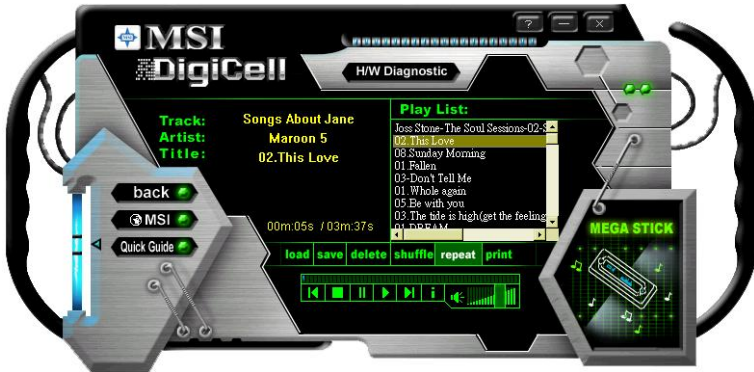 ? — X
MSI
DigiCell
H/W Diagnostic
Track: Songs About Jane
Artist: Maroon 5
Title: 02.This Love
Play List:
Joss Stone-The Soul Sessions-02-S
02.This Love
08.Sunday Morning
01.Fallen
03-Don't Tell Me
01.Whole again
05.Be with you
03.The tide is high(get the feeling
01.DREAM
back
MSI
Quick Guide
00m:05s / 03m:37s
load save delete shuffle repeat print
i
MEGA STICK